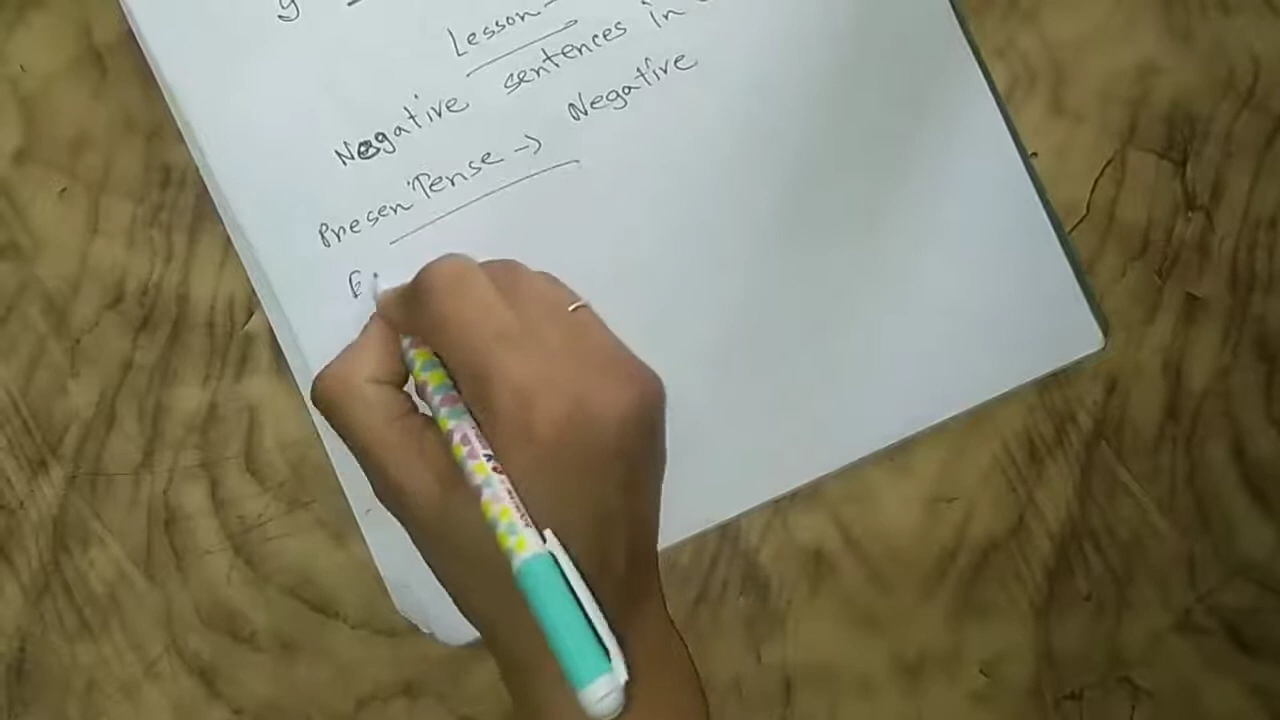 Lesson-
Negative sentences in
Presen Tense → Negative
E